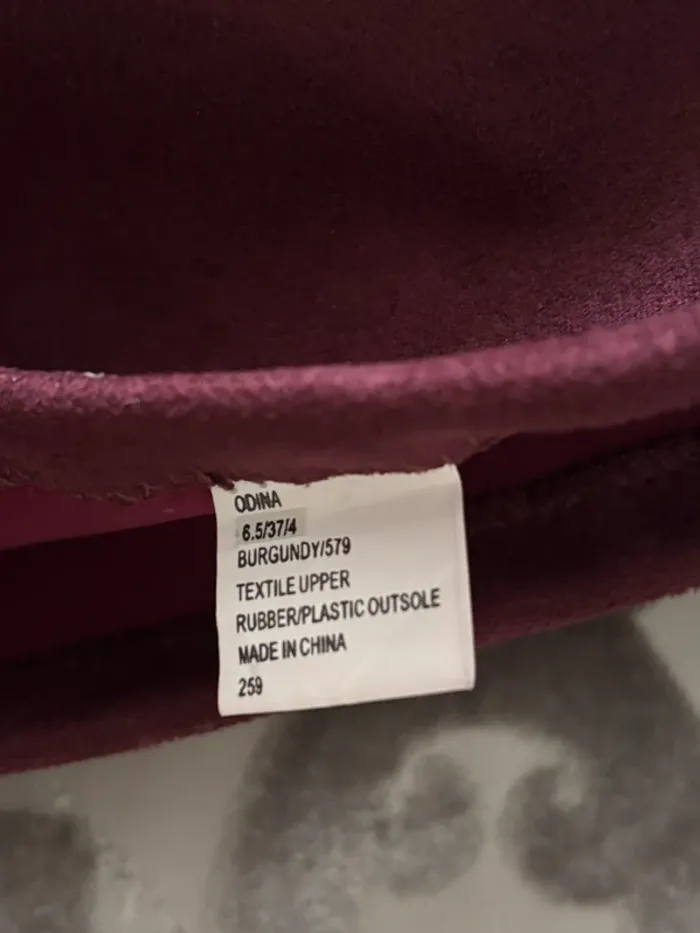 ODINA
6.5/37/4
BURGUNDY/579
TEXTILE UPPER
RUBBER/PLASTIC OUTSOLE
MADE IN CHINA
259